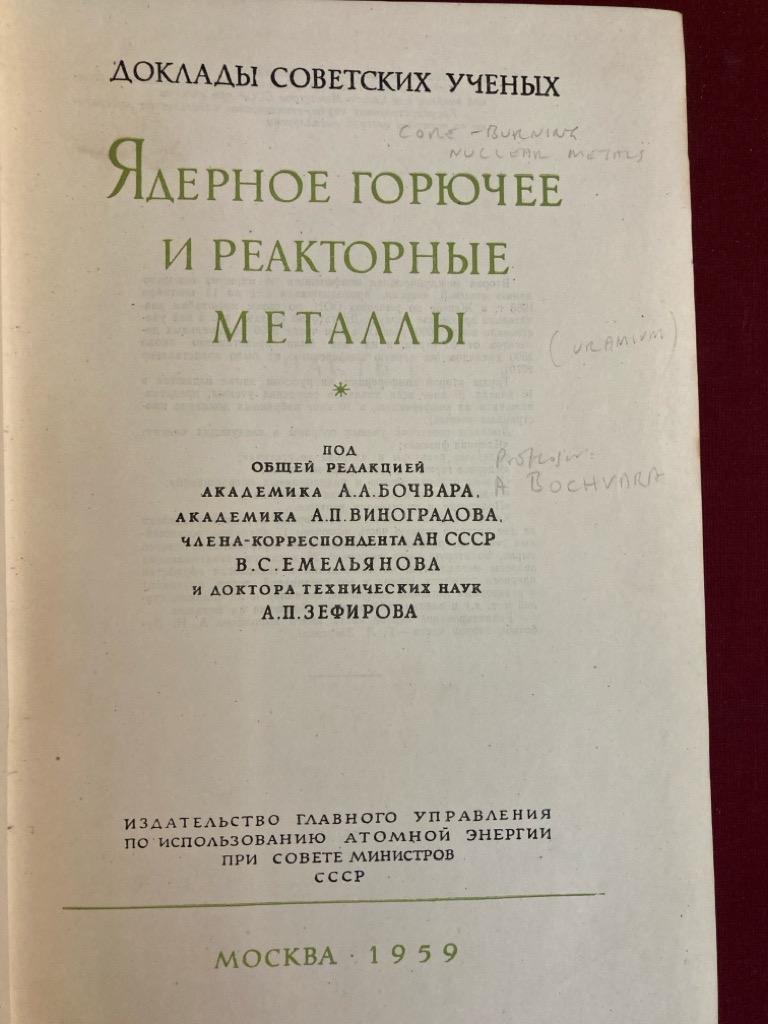 ДОКЛАДЫ СОВЕТСКИХ УЧЕНЫХ
CORE - BURNING
NUCLEAR METALS
ЯДЕРНОЕ ГОРЮЧЕЕ
И РЕАКТОРНЫЕ
МЕТАЛЛЫ
(URAMIUM)
*
ПОД
ОБЩЕЙ РЕДАКЦИЕЙ
Professor:
АКАДЕМИКА А.А.БОЧВАРА,
A BOCHVARA
АКАДЕМИКА А.П.ВИНОГРАДОВА,
ЧЛЕНА-КОРРЕСПОНДЕНТА АН СССР
В.С.ЕМЕЛЬЯНОВА
И ДОКТОРА ТЕХНИЧЕСКИХ НАУК
А.П.ЗЕФИРОВА
ИЗДАТЕЛЬСТВО ГЛАВНОГО УПРАВЛЕНИЯ
ПО ИСПОЛЬЗОВАНИЮ АТОМНОЙ ЭНЕРГИИ
ПРИ СОВЕТЕ МИНИСТРОВ
СССР
МОСКВА · 1959